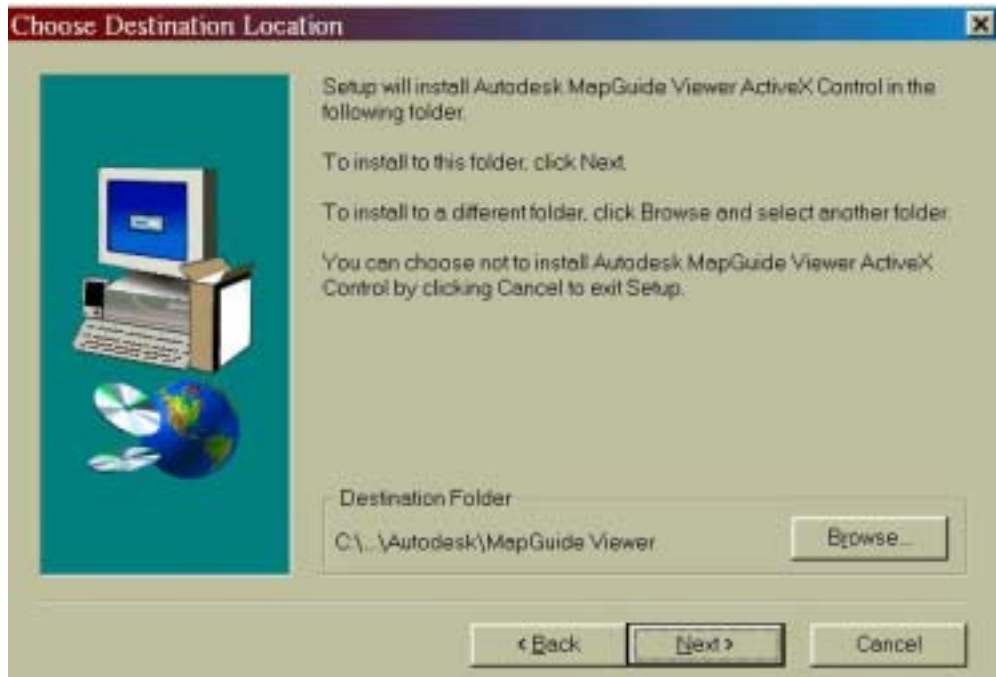 Choose Destination Location
Setup will install Autodesk MapGuide Viewer ActiveX Control in the
following folder.
To install to this folder, click Next.
To install to a different folder, click Browse and select another folder.
You can choose not to install Autodesk MapGuide Viewer ActiveX
Control by clicking Cancel to exit Setup.
Destination Folder
C:\...\Autodesk\MapGuide Viewer
Browse...
< Back
Next >
Cancel